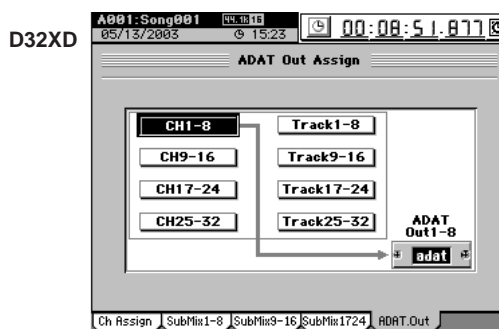 D32XD
A001:Song001 44.1k 16
05/13/2003 15:23
00:08:51.877
ADAT Out Assign
CH1-8 Track1-8
CH9-16 Track9-16
CH17-24 Track17-24
CH25-32 Track25-32
ADAT
Out1-8
adat
Ch Assign SubMix1-8 SubMix9-16 SubMix1724 ADAT.Out